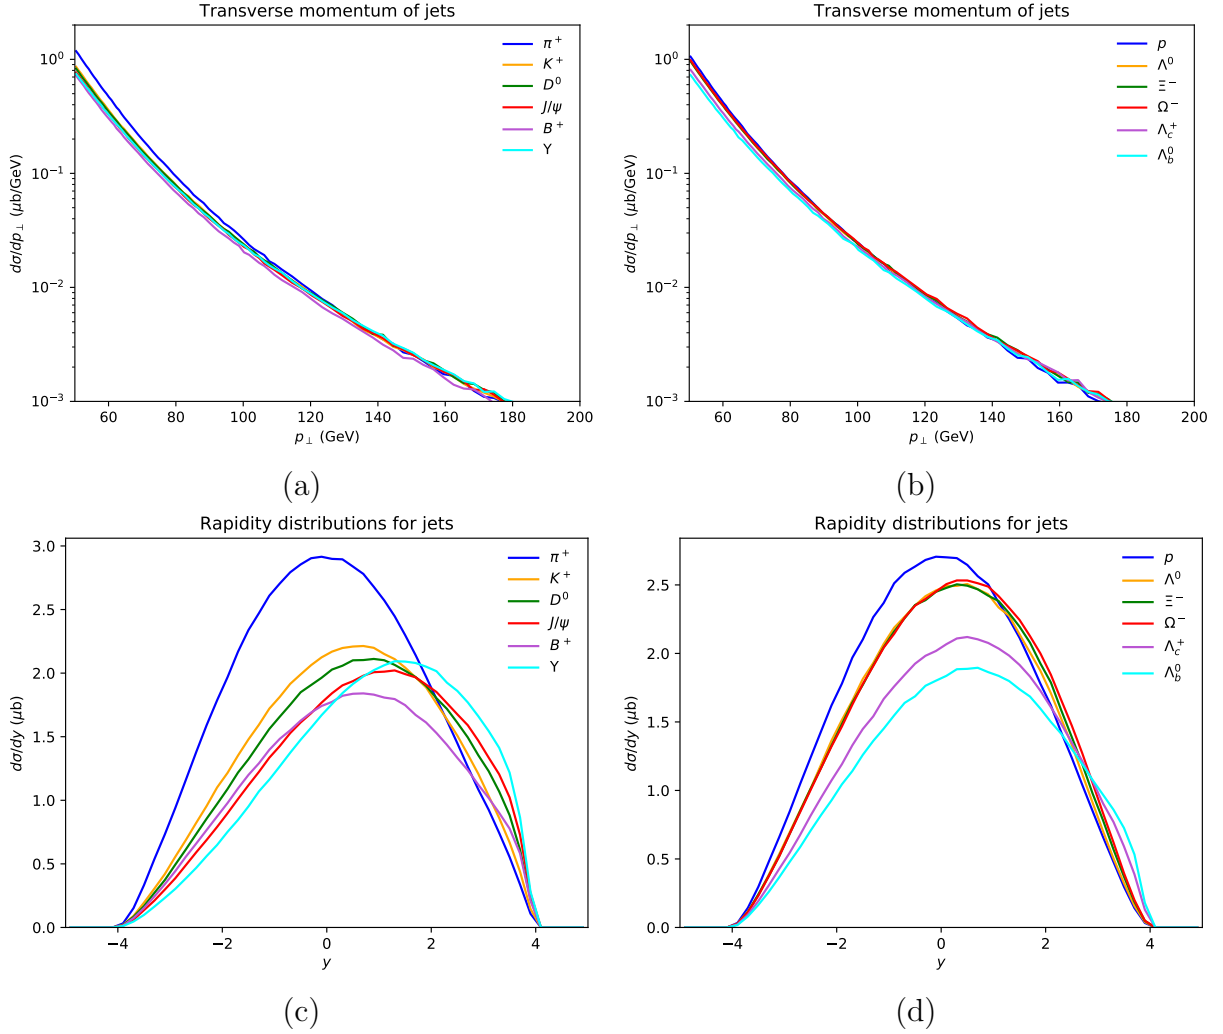 Transverse momentum of jets
10⁰
10⁻¹
10⁻²
10⁻³
dσ/dp⊥ (μb/GeV)
π⁺
K⁺
D⁰
J/ψ
B⁺
Υ
60 80 100 120 140 160 180 200
p⊥ (GeV)
(a)
Transverse momentum of jets
10⁰
10⁻¹
10⁻²
10⁻³
dσ/dp⊥ (μb/GeV)
p
Λ⁰
Ξ⁻
Ω⁻
Λc⁺
Λb⁰
60 80 100 120 140 160 180 200
p⊥ (GeV)
(b)
Rapidity distributions for jets
3.0
2.5
2.0
1.5
1.0
0.5
0.0
dσ/dy (μb)
π⁺
K⁺
D⁰
J/ψ
B⁺
Υ
−4 −2 0 2 4
y
(c)
Rapidity distributions for jets
2.5
2.0
1.5
1.0
0.5
0.0
dσ/dy (μb)
p
Λ⁰
Ξ⁻
Ω⁻
Λc⁺
Λb⁰
−4 −2 0 2 4
y
(d)